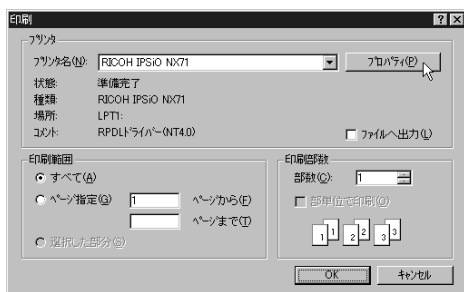 印刷
プリンタ
プリンタ名(N): RICOH IPSiO NX71 プロパティ(P)
状態: 準備完了
種類: RICOH IPSiO NX71
場所: LPT1:
コメント: RPDLドライバー(NT4.0) ファイルへ出力(L)
印刷範囲 印刷部数
すべて(A) 部数(C): 1
ページ指定(G) 1 ページから(F) 部単位で印刷(O)
ページまで(T)
選択した部分(S) 1 1 2 2 3 3
OK キャンセル